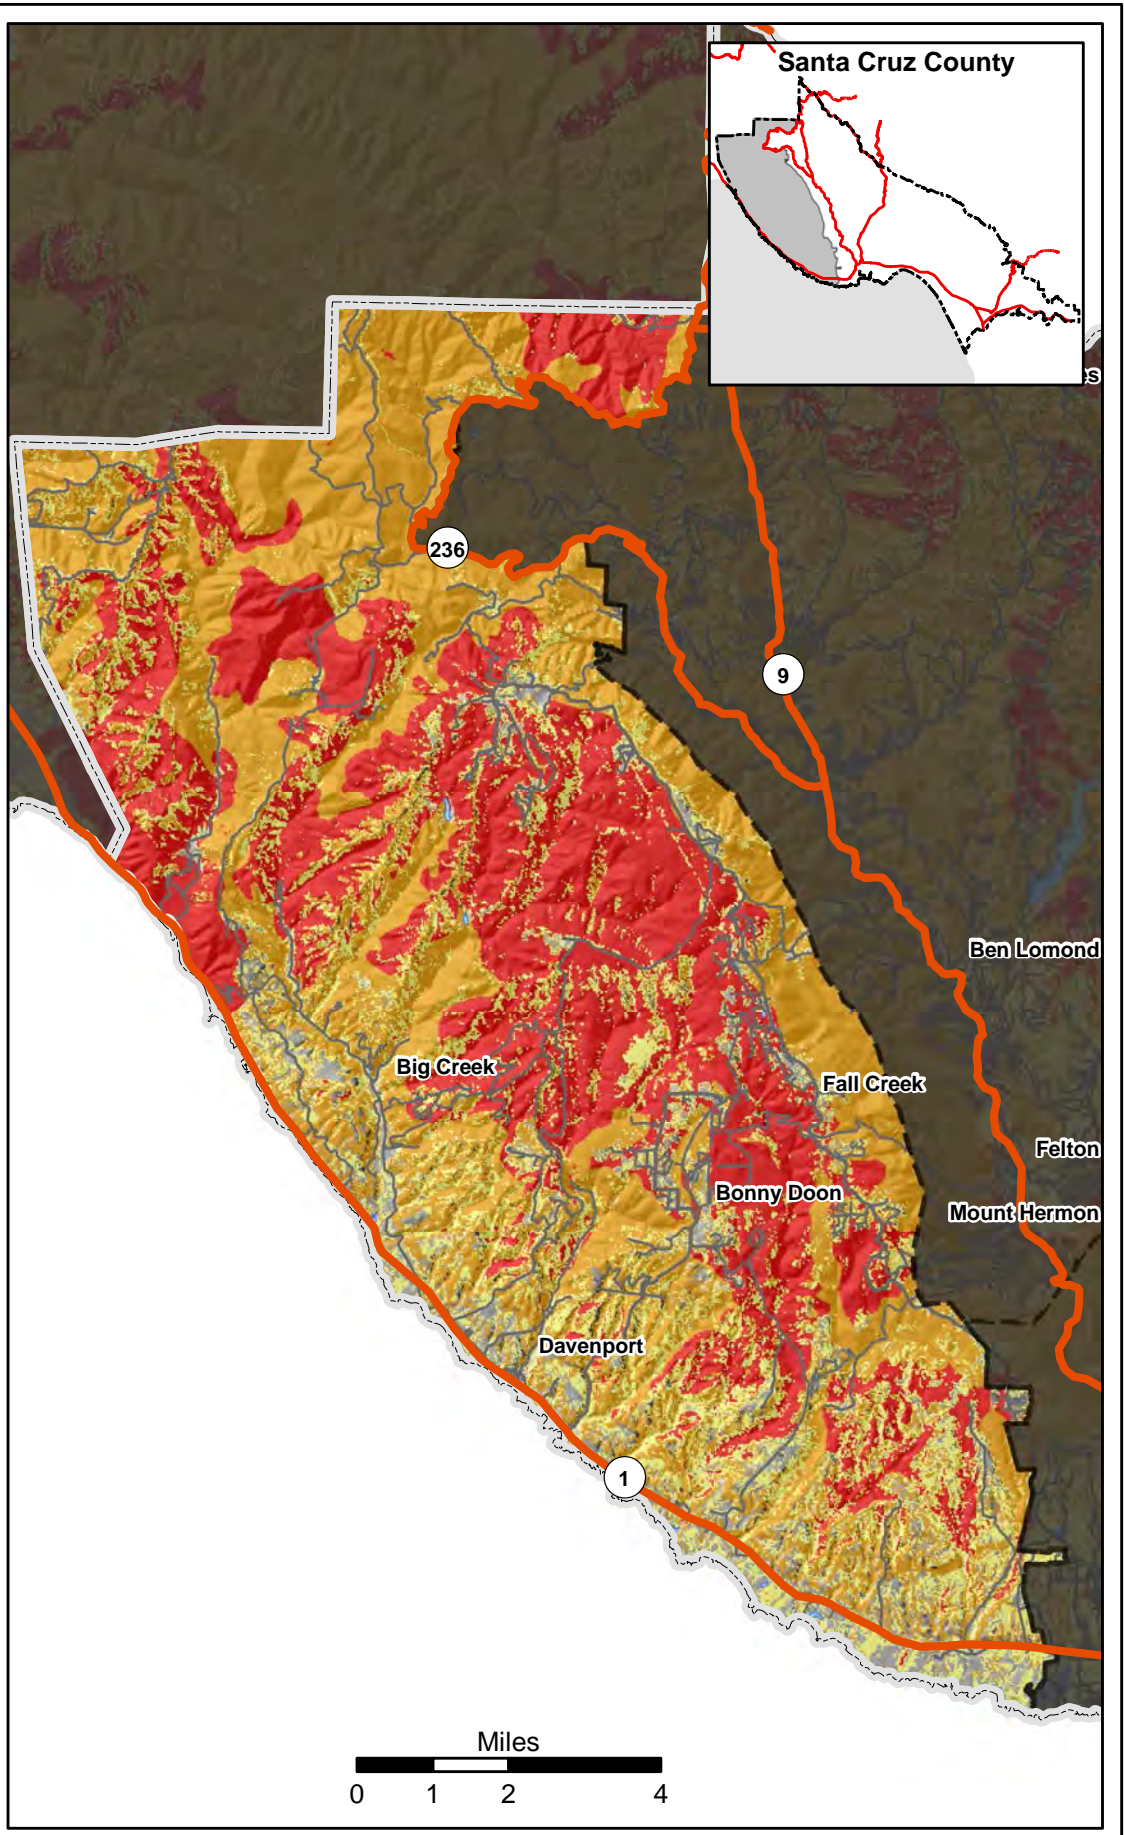 Santa Cruz County
es
236
9
Ben Lomond
Big Creek
Fall Creek
Felton
Bonny Doon
Mount Hermon
Davenport
1
Miles
0 1 2 4